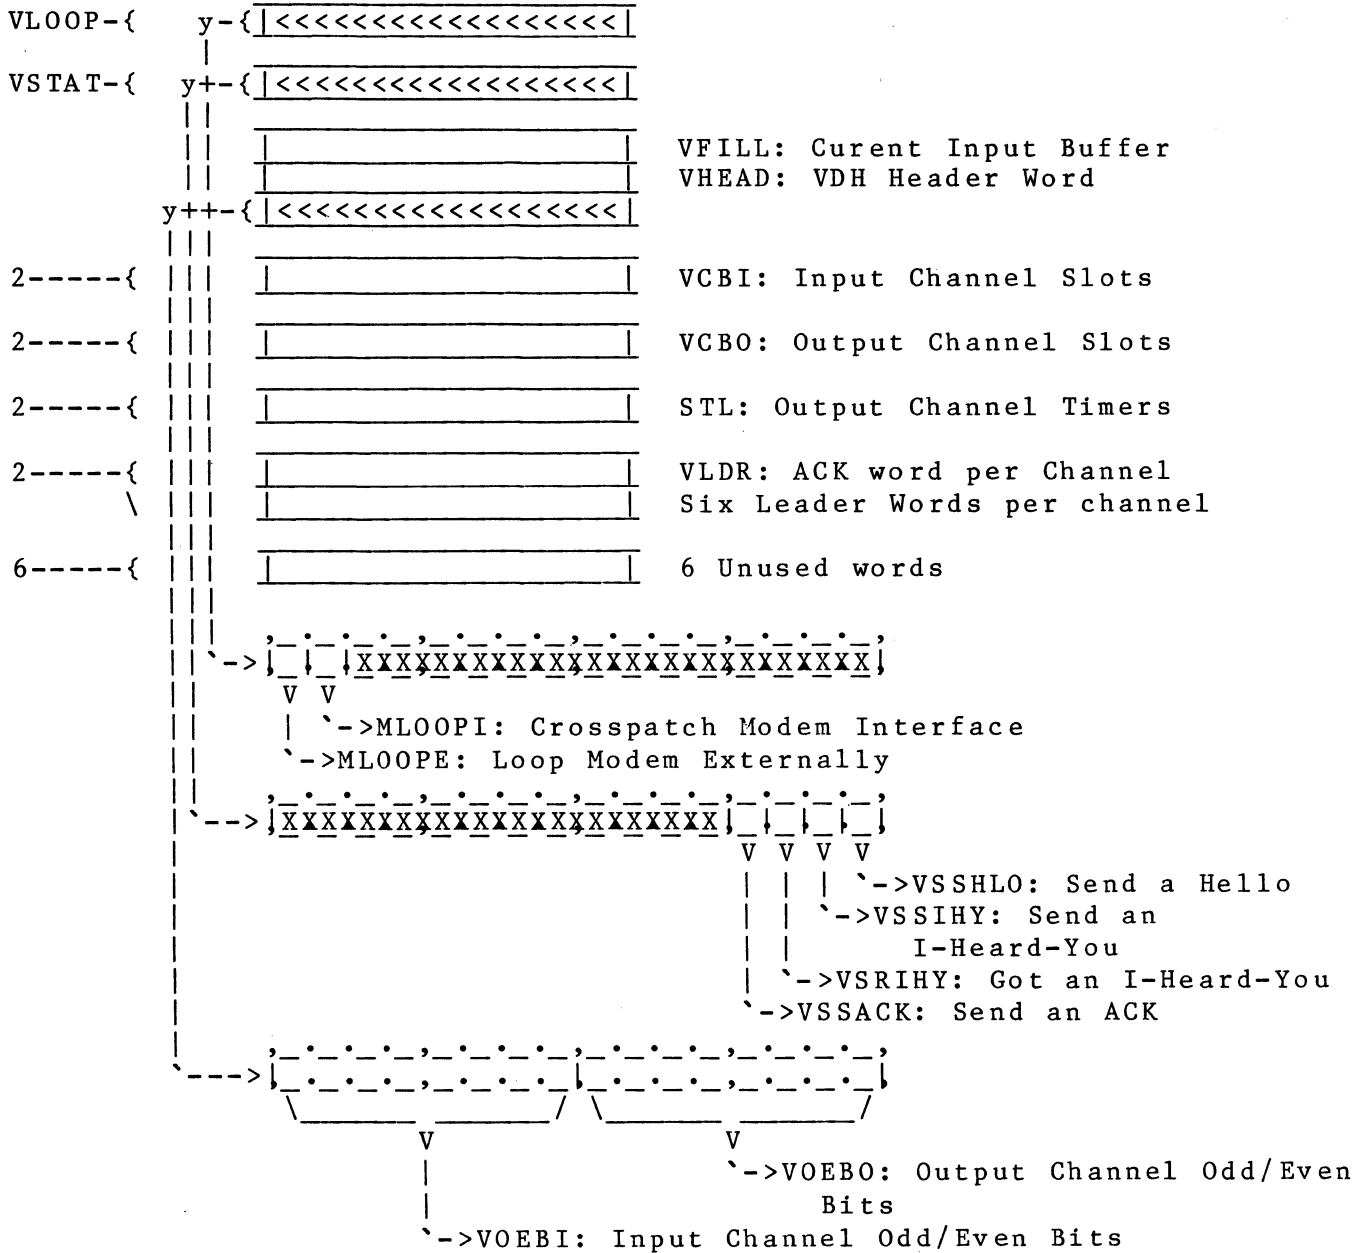 VLOOP-{ y-{|<<<<<<<<<<<<<<<<<<|
VSTAT-{ y+-{|<<<<<<<<<<<<<<<<<<|
VFILL: Curent Input Buffer
VHEAD: VDH Header Word
y++-{|<<<<<<<<<<<<<<<<<<|
2-----{ VCBI: Input Channel Slots
2-----{ VCBO: Output Channel Slots
2-----{ STL: Output Channel Timers
2-----{ VLDR: ACK word per Channel
\ Six Leader Words per channel
6-----{ 6 Unused words
`->|_|_|XXXXXXXXXXXXXX|
V V
| `->MLOOPI: Crosspatch Modem Interface
`->MLOOPE: Loop Modem Externally
`-->|XXXXXXXXXXXX|_|_|_|_|
V V V V
| | | `->VSSHLO: Send a Hello
| | `->VSSIHY: Send an
| | I-Heard-You
| `->VSRIHY: Got an I-Heard-You
`->VSSACK: Send an ACK
`--->|_._._._,_._._._|_._._._,_._._._|
V V
| `->VOEBO: Output Channel Odd/Even
| Bits
`->VOEBI: Input Channel Odd/Even Bits